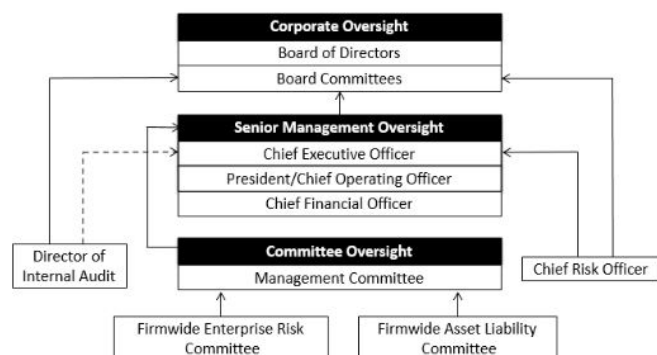 Corporate Oversight
Board of Directors
Board Committees
Senior Management Oversight
Chief Executive Officer
President/Chief Operating Officer
Chief Financial Officer
Director of
Internal Audit
Committee Oversight
Management Committee
Chief Risk Officer
Firmwide Enterprise Risk
Committee
Firmwide Asset Liability
Committee